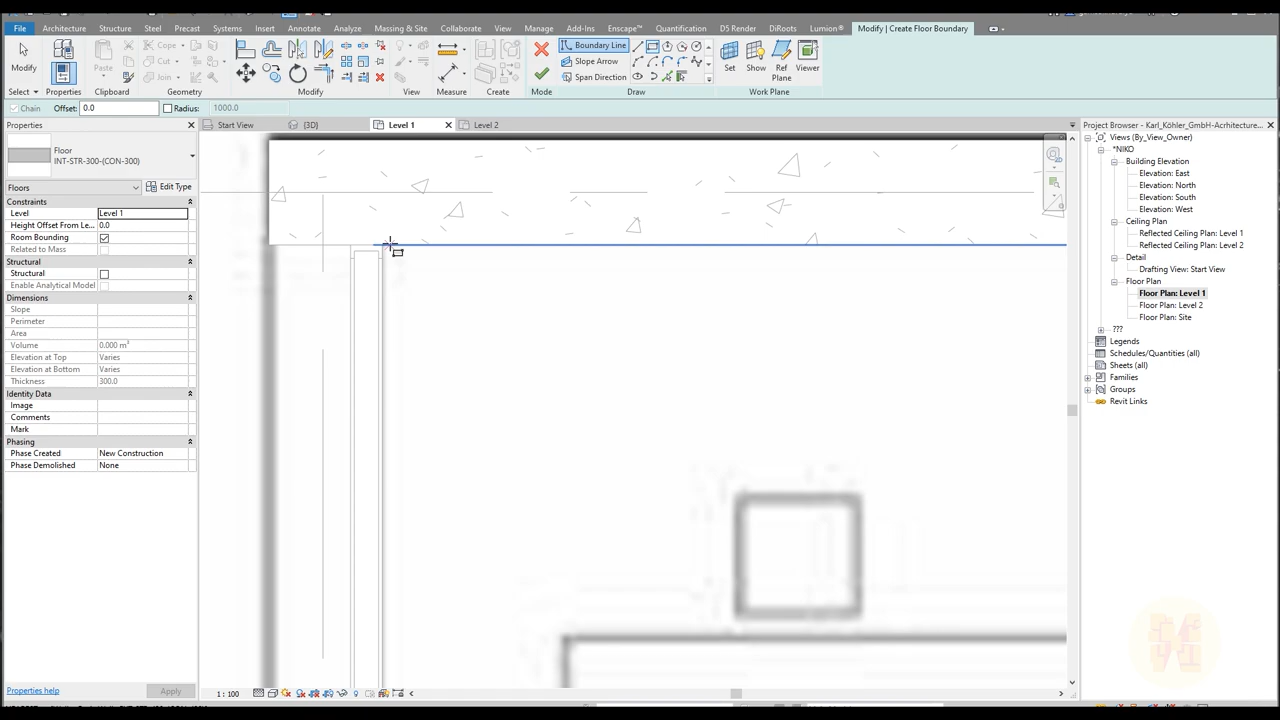 File Architecture Structure Steel Precast Systems Insert Annotate Analyze Massing & Site Collaborate View Manage Add-Ins Escape Quantification D5 Render DiRoots Lumion® Modify | Create Floor Boundary
Modify
Paste
Cope
Cut
Join
Boundary Line
Slope Arrow
Span Direction
Set Show Ref Plane Viewer
Select Properties Clipboard Geometry Modify View Measure Create Mode Draw Work Plane
Chain Offset: 0.0 Radius: 1000.0
Properties
Start View {3D} Level 1 Level 2
Floor
INT-STR-300-(CON-300)
Floors Edit Type
Constraints
Level Level 1
Height Offset From Le... 0.0
Room Bounding
Related to Mass
Structural
Structural
Enable Analytical Model
Dimensions
Slope
Perimeter
Area
Volume 0.000 m³
Elevation at Top Varies
Elevation at Bottom Varies
Thickness 300.0
Identity Data
Image
Comments
Mark
Phasing
Phase Created New Construction
Phase Demolished None
Properties help Apply
1 : 100
Project Browser - Karl_Köhler_GmbH-Acrhitecture...
Views (By_View_Owner)
*NIKO
Building Elevation
Elevation: East
Elevation: North
Elevation: South
Elevation: West
Ceiling Plan
Reflected Ceiling Plan: Level 1
Reflected Ceiling Plan: Level 2
Detail
Drafting View: Start View
Floor Plan
Floor Plan: Level 1
Floor Plan: Level 2
Floor Plan: Site
???
Legends
Schedules/Quantities (all)
Sheets (all)
Families
Groups
Revit Links